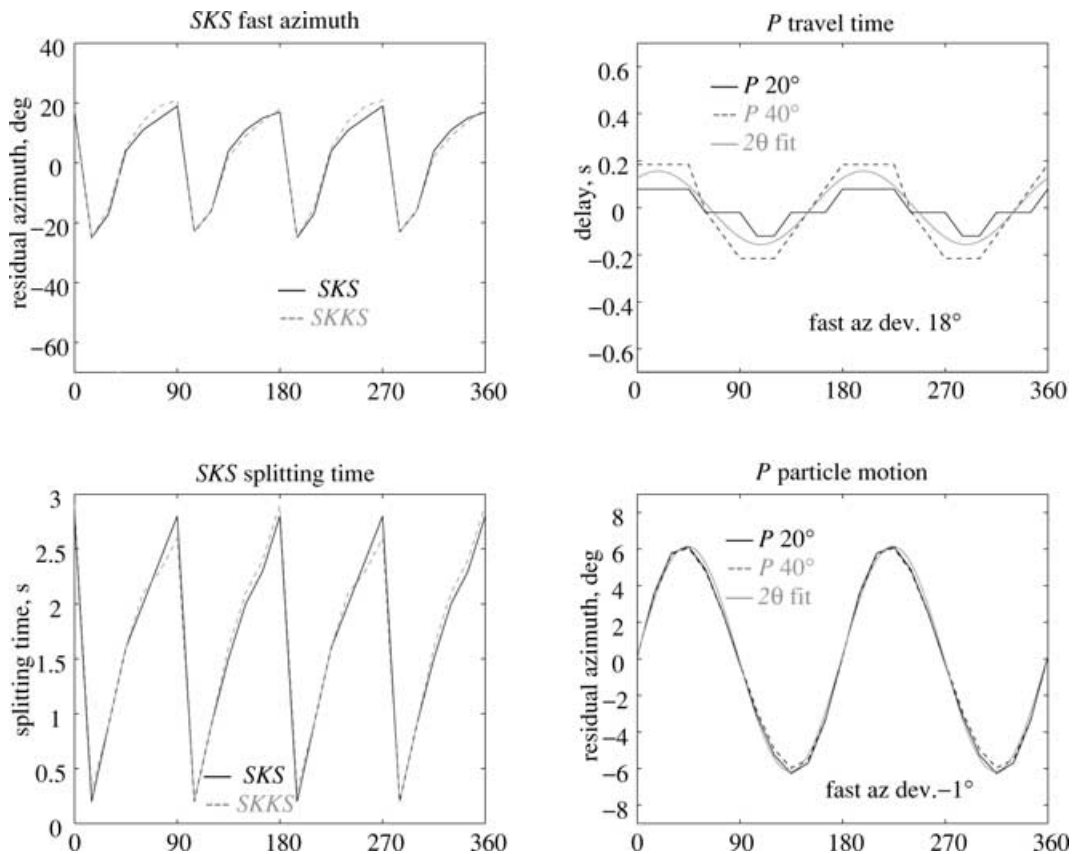 SKS fast azimuth
residual azimuth, deg
40
20
0
−20
−40
−60
SKS
SKKS
0 90 180 270 360
P travel time
delay, s
0.6
0.4
0.2
0
−0.2
−0.4
−0.6
P 20°
P 40°
2θ fit
fast az dev. 18°
0 90 180 270 360
SKS splitting time
splitting time, s
3
2.5
2
1.5
1
0.5
0
SKS
SKKS
0 90 180 270 360
P particle motion
residual azimuth, deg
8
6
4
2
0
−2
−4
−6
−8
P 20°
P 40°
2θ fit
fast az dev.−1°
0 90 180 270 360